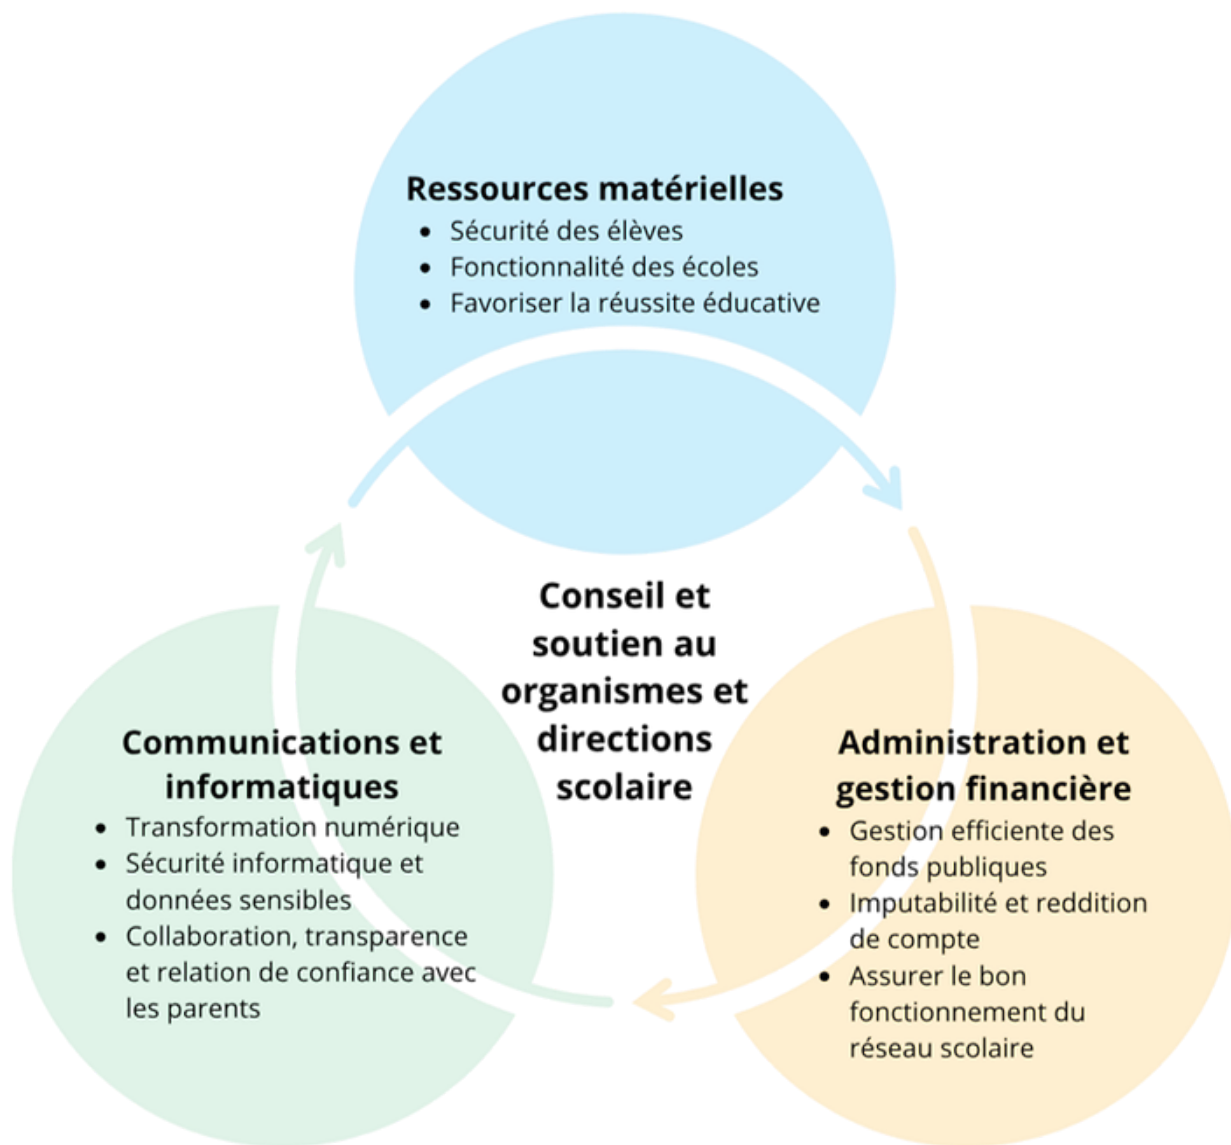 Ressources matérielles
• Sécurité des élèves
• Fonctionnalité des écoles
• Favoriser la réussite éducative
Conseil et
soutien au
organismes et
directions
scolaire
Communications et
informatiques
• Transformation numérique
• Sécurité informatique et
données sensibles
• Collaboration, transparence
et relation de confiance avec
les parents
Administration et
gestion financière
• Gestion efficiente des
fonds publiques
• Imputabilité et reddition
de compte
• Assurer le bon
fonctionnement du
réseau scolaire